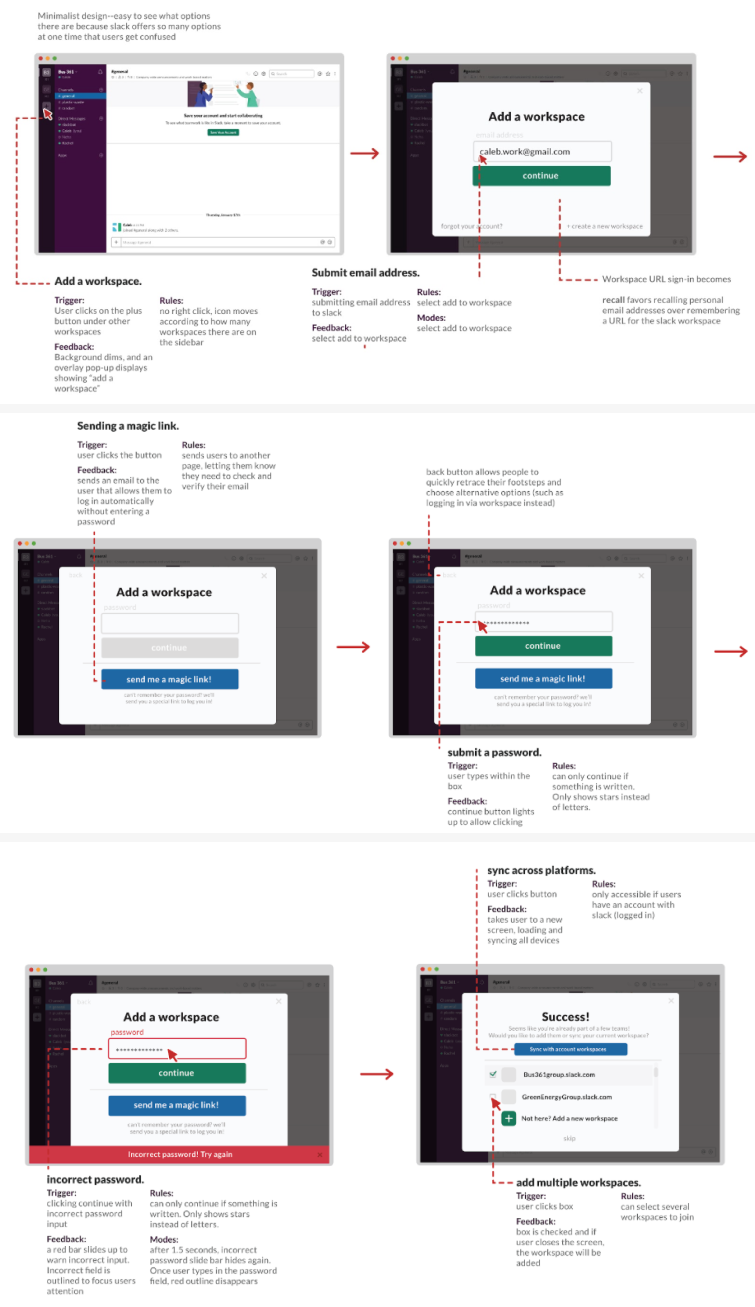 Minimalist design--easy to see what options
there are because slack offers so many options
at one time that users get confused
Bus 361
#general
Channels
# general
Direct Messages
Apps
Save your account and start collaborating
Add a workspace
email address
caleb.work@gmail.com
continue
forgot your account?
+ create a new workspace
Add a workspace.
Trigger:
User clicks on the plus
button under other
workspaces
Feedback:
Background dims, and an
overlay pop-up displays
showing "add a
workspace"
Rules:
no right click, icon moves
according to how many
workspaces there are on
the sidebar
Submit email address.
Trigger:
submitting email address
to slack
Feedback:
select add to workspace
Rules:
select add to workspace
Modes:
select add to workspace
Workspace URL sign-in becomes
recall favors recalling personal
email addresses over remembering
a URL for the slack workspace
Sending a magic link.
Trigger:
user clicks the button
Feedback:
sends an email to the
user that allows them to
log in automatically
without entering a
password
Rules:
sends users to another
page, letting them know
they need to check and
verify their email
back button allows people to
quickly retrace their footsteps and
choose alternative options (such as
logging in via workspace instead)
back
Add a workspace
password
continue
send me a magic link!
can't remember your password? we'll
send you a special link to log you in!
back
Add a workspace
password
*************
continue
send me a magic link!
can't remember your password? we'll
send you a special link to log you in!
submit a password.
Trigger:
user types within the
box
Feedback:
continue button lights
up to allow clicking
Rules:
can only continue if
something is written.
Only shows stars instead
of letters.
sync across platforms.
Trigger:
user clicks button
Feedback:
takes user to a new
screen, loading and
syncing all devices
Rules:
only accessible if users
have an account with
slack (logged in)
back
Add a workspace
password
*************
continue
send me a magic link!
can't remember your password? we'll
send you a special link to log you in!
Incorrect password! Try again
Success!
Seems like you're already part of a few teams!
Would you like to add them or sync your current workspace?
Sync with account workspaces
Bus361group.slack.com
GreenEnergyGroup.slack.com
+ Not here? Add a new workspace
skip
incorrect password.
Trigger:
clicking continue with
incorrect password
input
Feedback:
a red bar slides up to
warn incorrect input.
Incorrect field is
outlined to focus users
attention
Rules:
can only continue if something is
written. Only shows stars
instead of letters.
Modes:
after 1.5 seconds, incorrect
password slide bar hides again.
Once user types in the password
field, red outline disappears
add multiple workspaces.
Trigger:
user clicks box
Feedback:
box is checked and if
user closes the screen,
the workspace will be
added
Rules:
can select several
workspaces to join